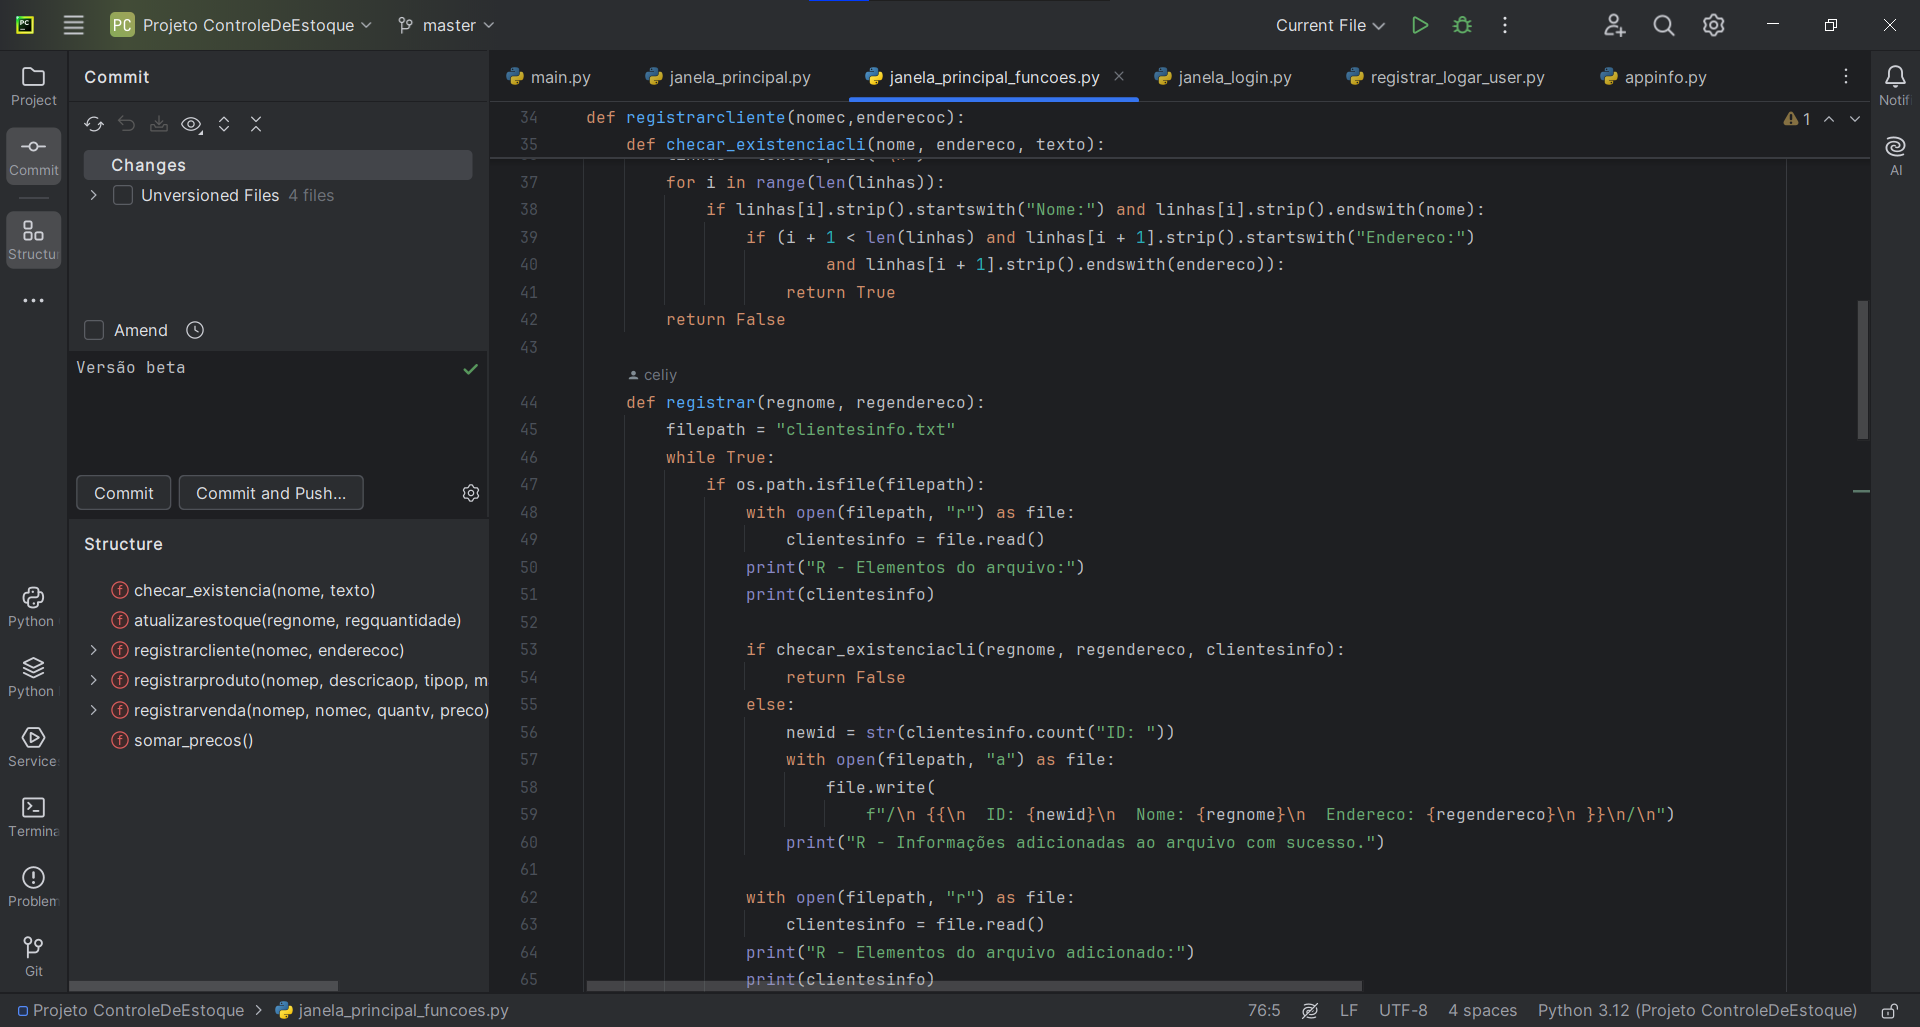 PC Projeto ControleDeEstoque master Current File
Project
Commit
Structu
Commit
Changes
Unversioned Files 4 files
Amend
Versão beta
Commit Commit and Push...
Structure
checar_existencia(nome, texto)
atualizarestoque(regnome, regquantidade)
registrarcliente(nomec, enderecoc)
registrarproduto(nomep, descricaop, tipop, m
registrarvenda(nomep, nomec, quantv, preco)
somar_precos()
Python
Python
Service
Termina
Problem
Git
main.py janela_principal.py janela_principal_funcoes.py janela_login.py registrar_logar_user.py appinfo.py
34 def registrarcliente(nomec,enderecoc):
35 def checar_existenciacli(nome, endereco, texto):
37 for i in range(len(linhas)):
38 if linhas[i].strip().startswith("Nome:") and linhas[i].strip().endswith(nome):
39 if (i + 1 < len(linhas) and linhas[i + 1].strip().startswith("Endereco:")
40 and linhas[i + 1].strip().endswith(endereco)):
41 return True
42 return False
43
celiy
44 def registrar(regnome, regendereco):
45 filepath = "clientesinfo.txt"
46 while True:
47 if os.path.isfile(filepath):
48 with open(filepath, "r") as file:
49 clientesinfo = file.read()
50 print("R - Elementos do arquivo:")
51 print(clientesinfo)
52
53 if checar_existenciacli(regnome, regendereco, clientesinfo):
54 return False
55 else:
56 newid = str(clientesinfo.count("ID: "))
57 with open(filepath, "a") as file:
58 file.write(
59 f"/\n {{\n  ID: {newid}\n  Nome: {regnome}\n  Endereco: {regendereco}\n }}\n/\n")
60 print("R - Informações adicionadas ao arquivo com sucesso.")
61
62 with open(filepath, "r") as file:
63 clientesinfo = file.read()
64 print("R - Elementos do arquivo adicionado:")
65 print(clientesinfo)
1
Notif
AI
Projeto ControleDeEstoque > janela_principal_funcoes.py 76:5 LF UTF-8 4 spaces Python 3.12 (Projeto ControleDeEstoque)